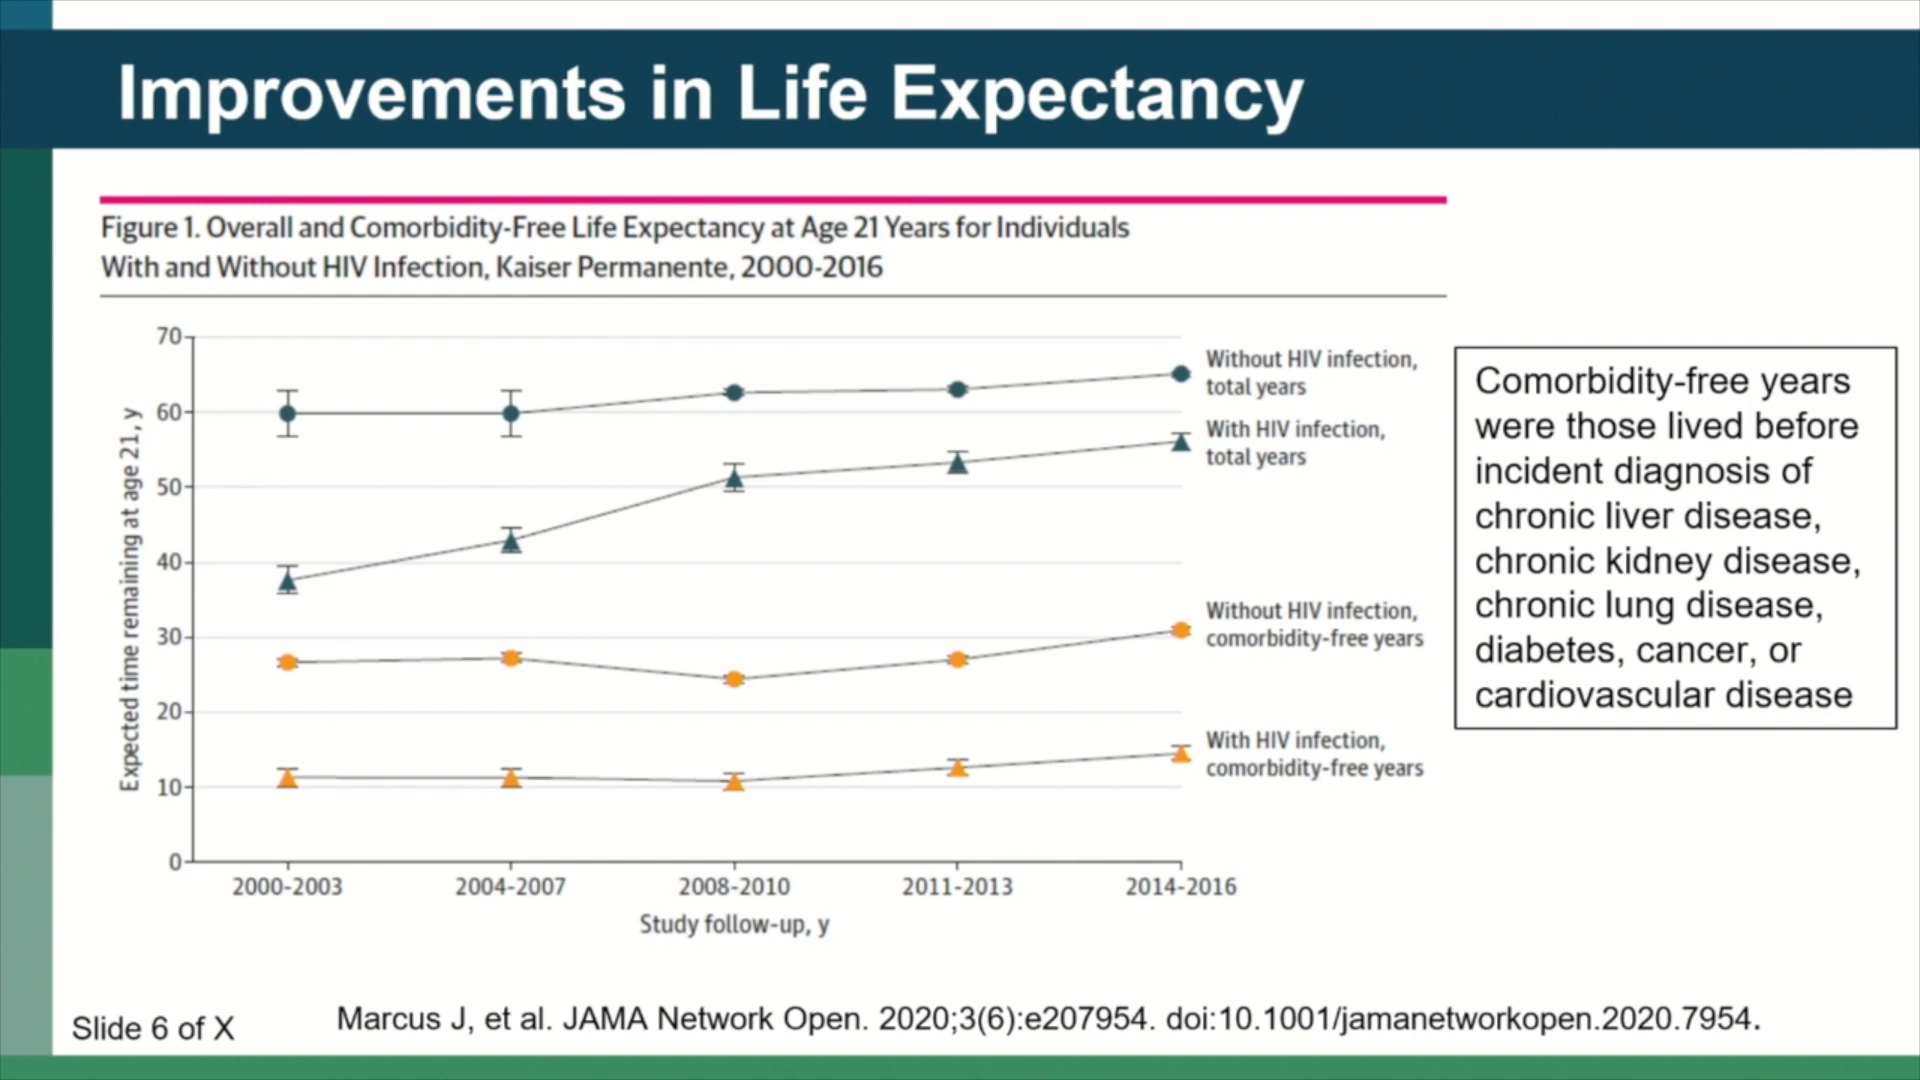 Improvements in Life Expectancy
Figure 1. Overall and Comorbidity-Free Life Expectancy at Age 21 Years for Individuals
With and Without HIV Infection, Kaiser Permanente, 2000-2016
Expected time remaining at age 21, y
70
60
50
40
30
20
10
0
2000-2003
2004-2007
2008-2010
2011-2013
2014-2016
Study follow-up, y
Without HIV infection,
total years
With HIV infection,
total years
Without HIV infection,
comorbidity-free years
With HIV infection,
comorbidity-free years
Comorbidity-free years
were those lived before
incident diagnosis of
chronic liver disease,
chronic kidney disease,
chronic lung disease,
diabetes, cancer, or
cardiovascular disease
Slide 6 of X
Marcus J, et al. JAMA Network Open. 2020;3(6):e207954. doi:10.1001/jamanetworkopen.2020.7954.